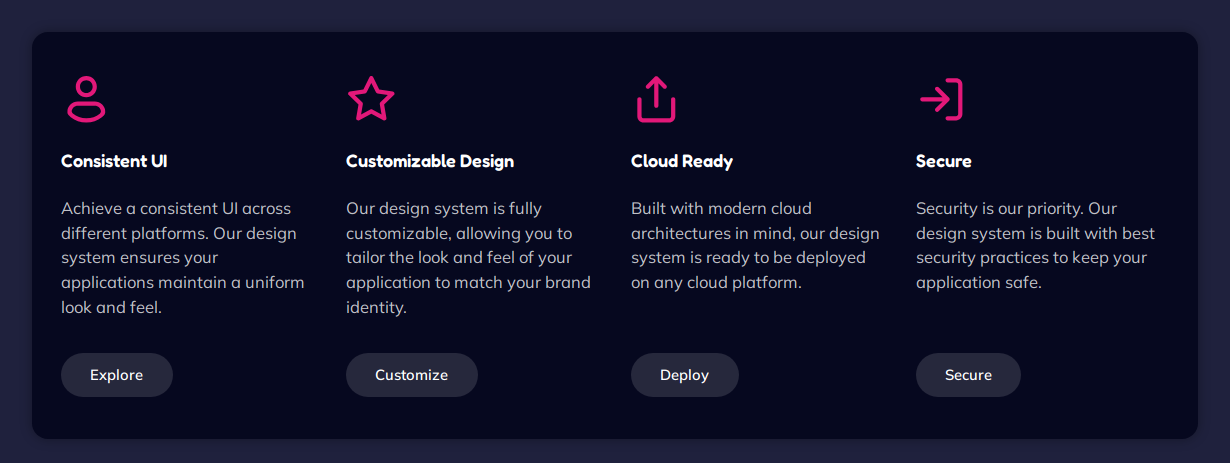 Consistent UI
Achieve a consistent UI across
different platforms. Our design
system ensures your
applications maintain a uniform
look and feel.
Explore
Customizable Design
Our design system is fully
customizable, allowing you to
tailor the look and feel of your
application to match your brand
identity.
Customize
Cloud Ready
Built with modern cloud
architectures in mind, our design
system is ready to be deployed
on any cloud platform.
Deploy
Secure
Security is our priority. Our
design system is built with best
security practices to keep your
application safe.
Secure